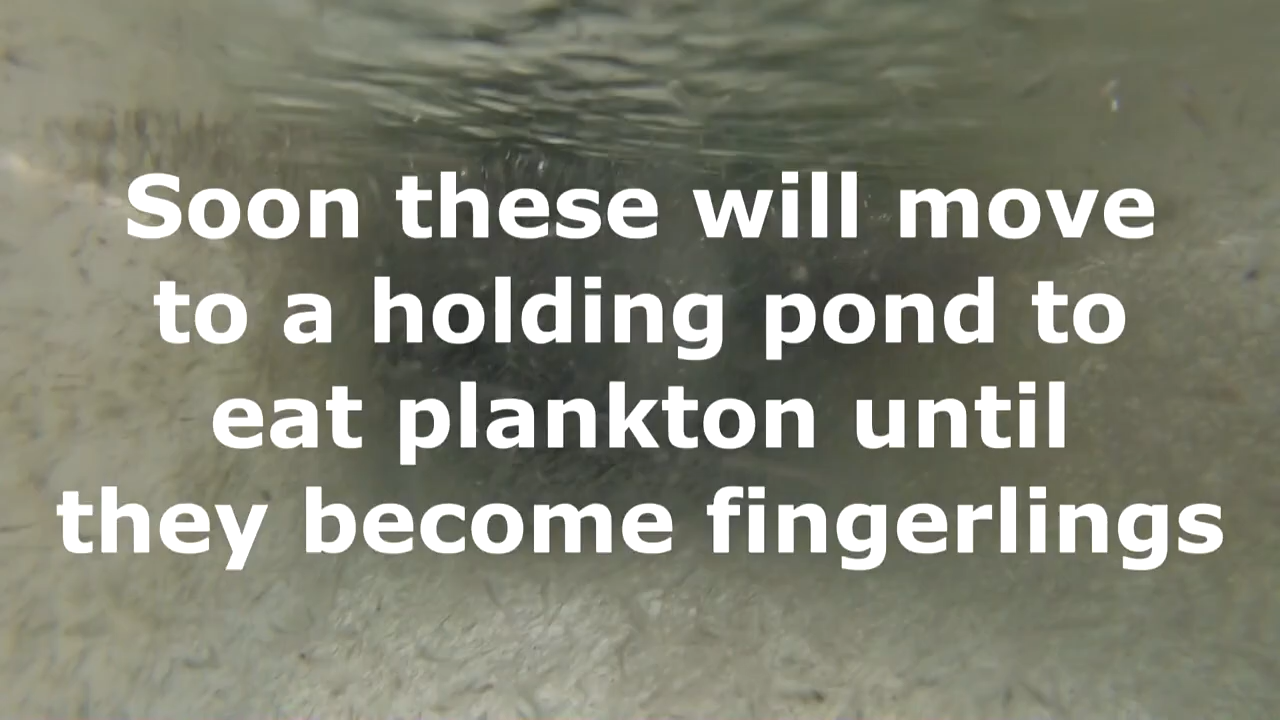 Soon these will move
to a holding pond to
eat plankton until
they become fingerlings